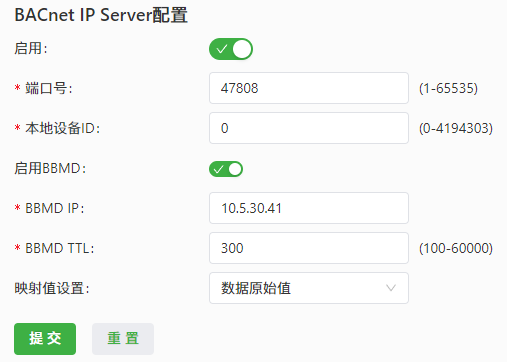 BACnet IP Server配置
启用:
* 端口号: 47808 (1-65535)
* 本地设备ID: 0 (0-4194303)
启用BBMD:
* BBMD IP: 10.5.30.41
* BBMD TTL: 300 (100-60000)
映射值设置: 数据原始值
提交 重置